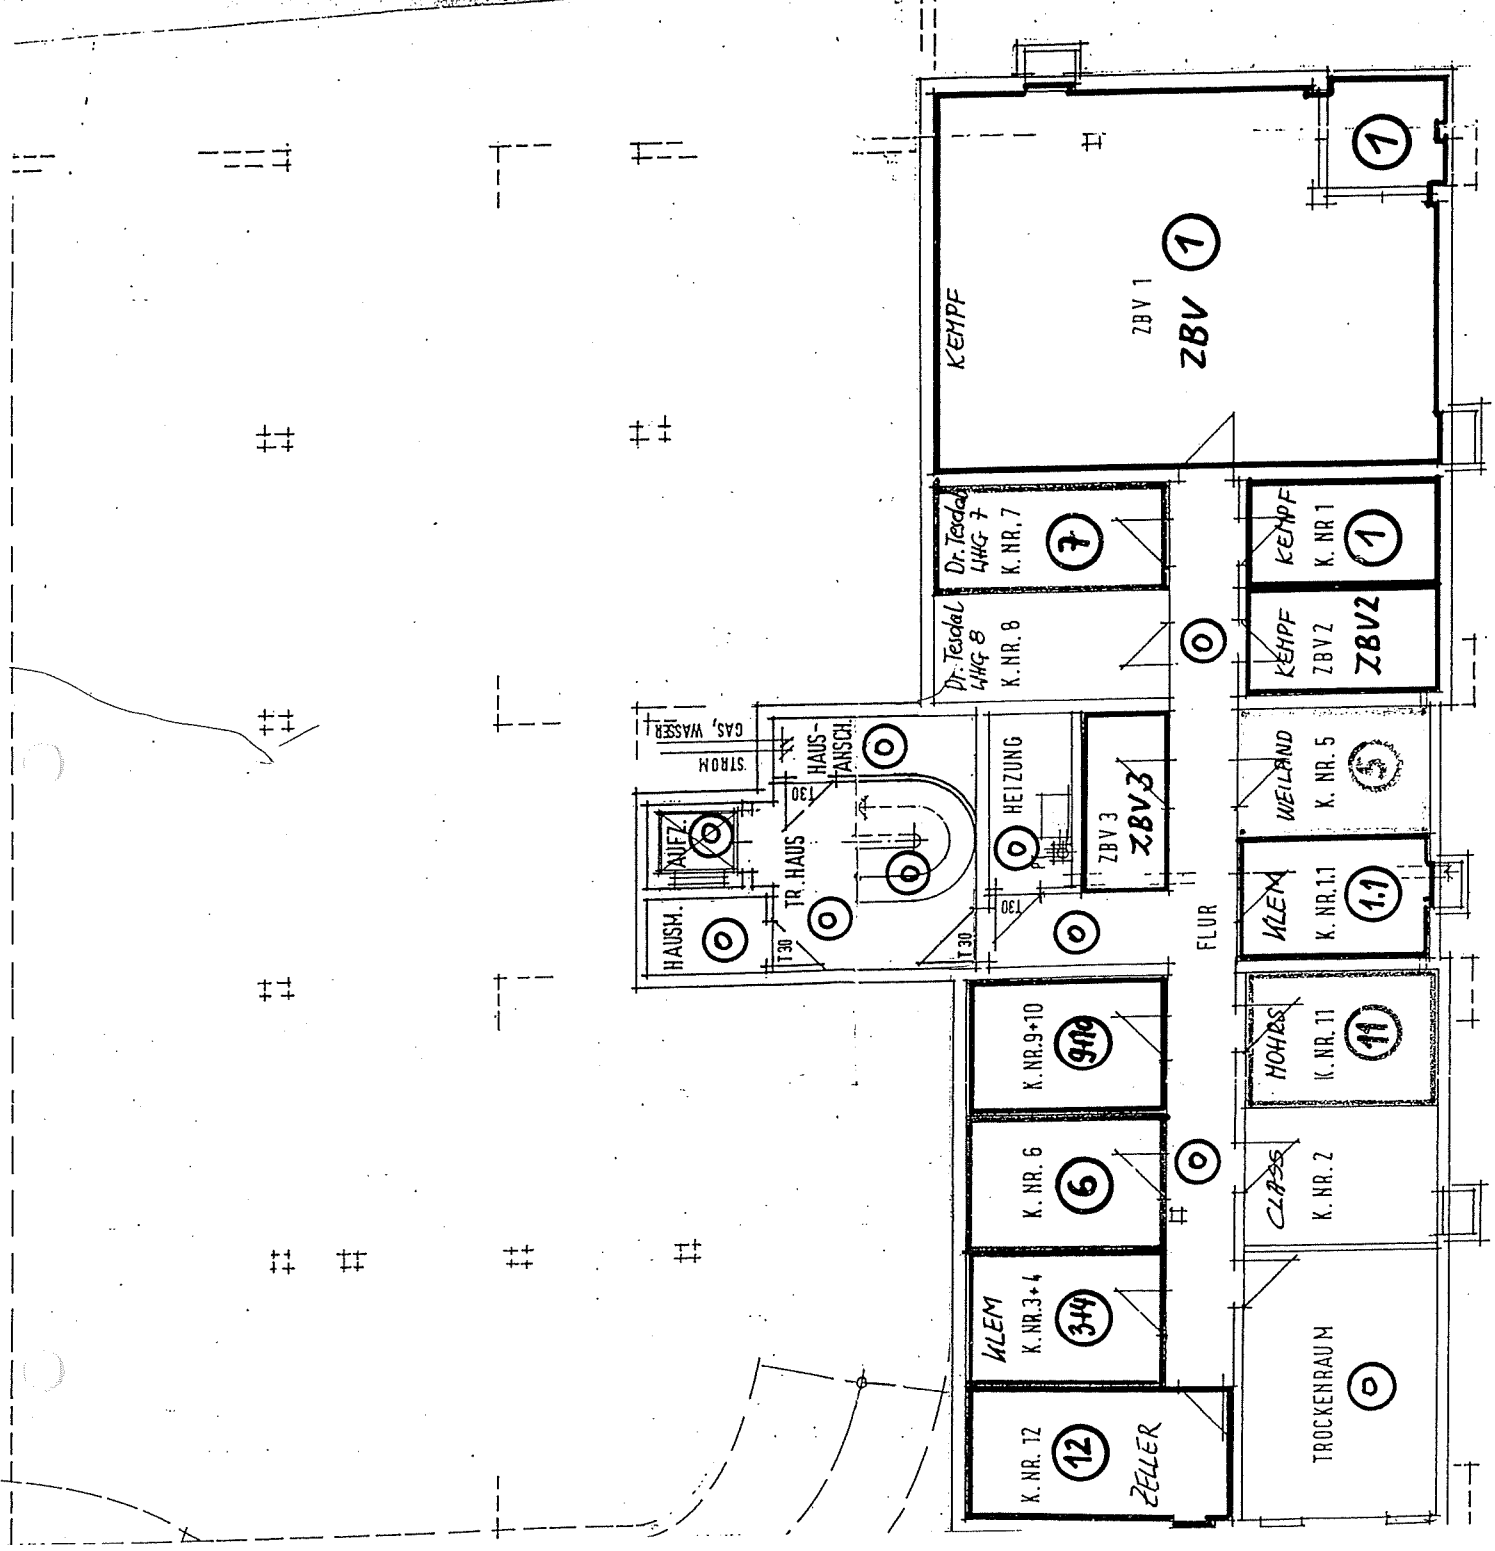 KEMPF
ZBV 1
ZBV
1
1
Dr. Tesdal
WHG 7
K.NR.7
7
Dr. Tesdal
WHG 8
K.NR.8
KEMPF
K. NR 1
1
KEMPF
ZBV2
ZBV2
0
GAS, WASSER
STROM
HAUS-
ANSCH.
0
T30
AUFZ.
0
TR.HAUS
0
0
HAUSM.
0
T30
T30
HEIZUNG
0
T30
0
ZBV 3
ZBV3
FLUR
WEILAND
K. NR. 5
5
KLEM
K.NR.1.1
1.1
K.NR.9+10
9+10
MOHRS
K.NR.11
11
K. NR. 6
6
0
CLASS
K.NR.2
KLEM
K.NR.3+4
3+4
K.NR. 12
12
ZELLER
TROCKENRAUM
0